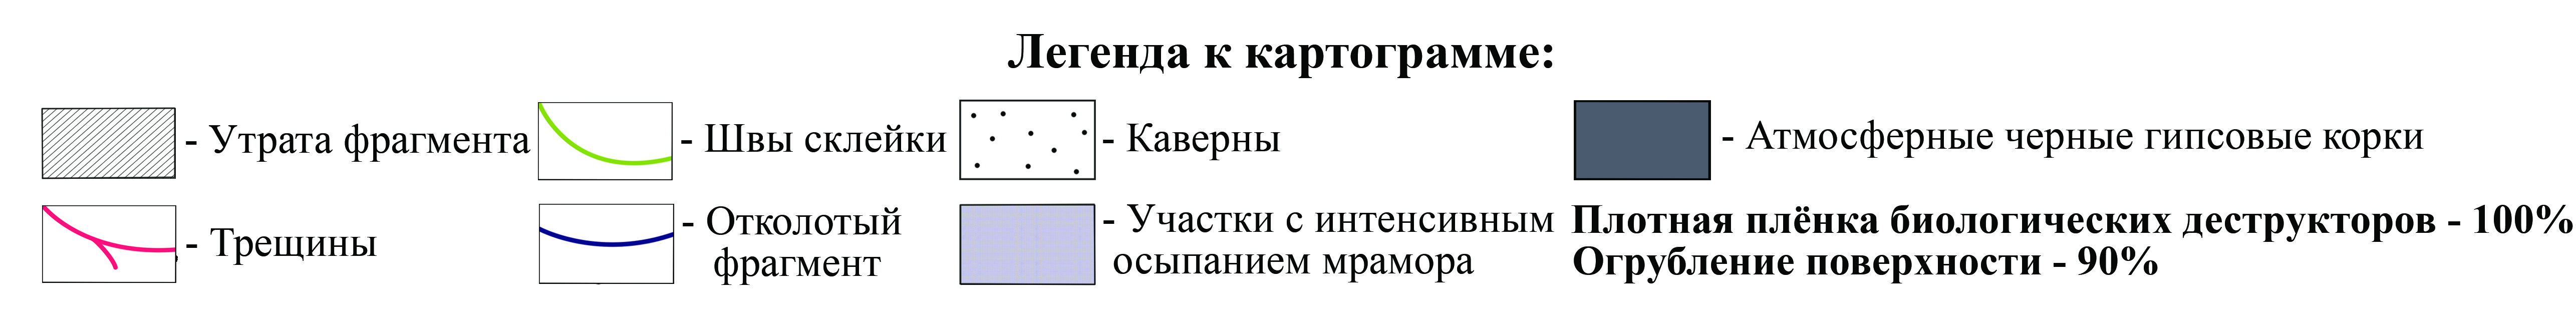 Легенда к картограмме:
- Утрата фрагмента
- Швы склейки
- Каверны
- Атмосферные черные гипсовые корки
- Трещины
- Отколотый
фрагмент
- Участки с интенсивным
осыпанием мрамора
Плотная плёнка биологических деструкторов - 100%
Огрубление поверхности - 90%